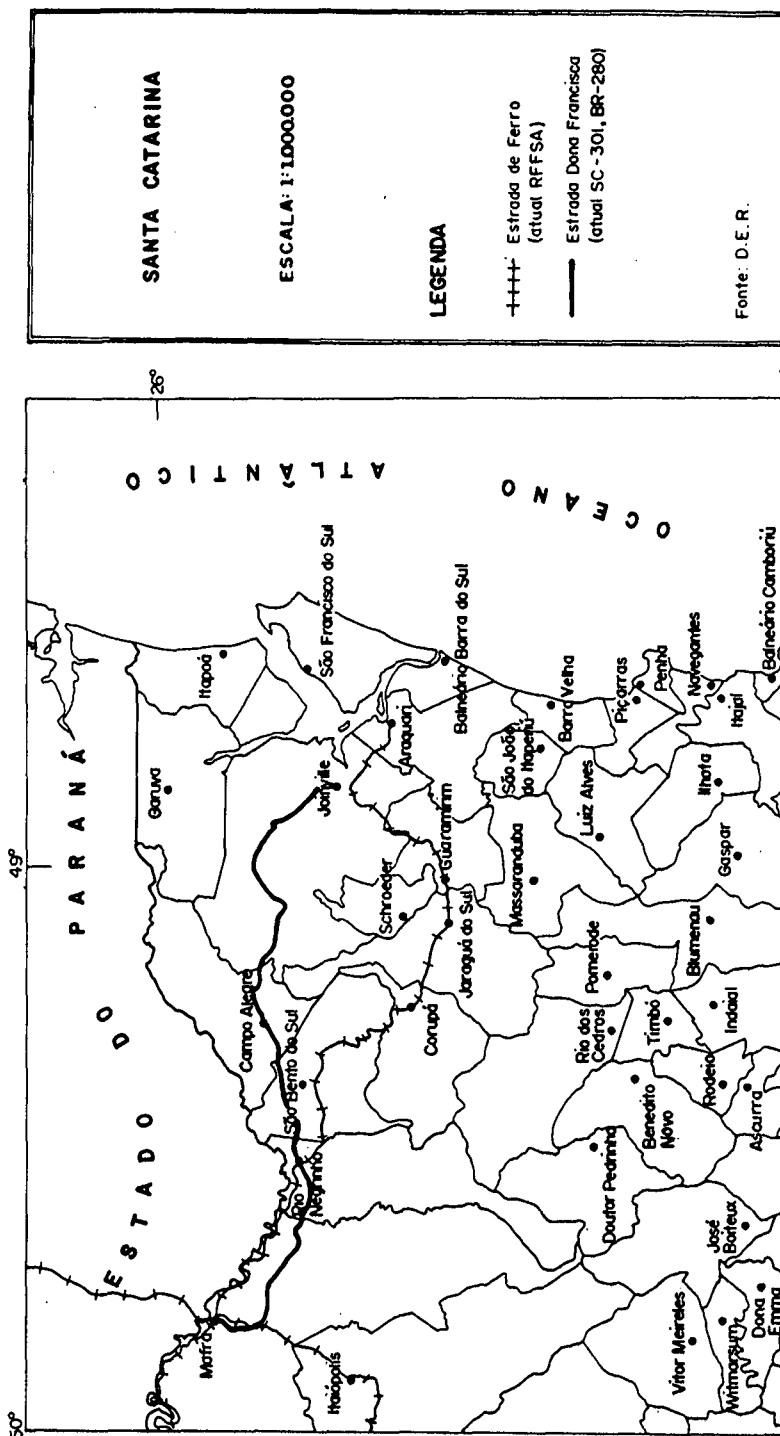 SANTA CATARINA
ESCALA: 1:1.000.000
LEGENDA
Estrada de Ferro
(atual RFFSA)
Estrada Dona Francisca
(atual SC-301, BR-280)
Fonte: D.E.R.
50°
49°
26°
ESTADO DO PARANÁ
OCEANO ATLÂNTICO
Mafra
Itaiópolis
Rio
Negrinho
São Bento do Sul
Campo Alegre
Garuva
Itapoá
São Francisco do Sul
Joinville
Araquari
Balneário Barra do Sul
Schroeder
Guaramirim
Jaraguá do Sul
Corupá
Massaranduba
São João
do Itaperiú
Barra Velha
Luiz Alves
Piçarras
Penha
Navegantes
Itajaí
Balneário Camboriú
Ilhota
Gaspar
Blumenau
Pomerode
Rio dos
Cedros
Timbó
Indaial
Benedito
Nôvo
Rodeio
Ascurra
Doutor Pedrinho
José
Boiteux
Vitor Meireles
Witmarsum
Dona
Emma